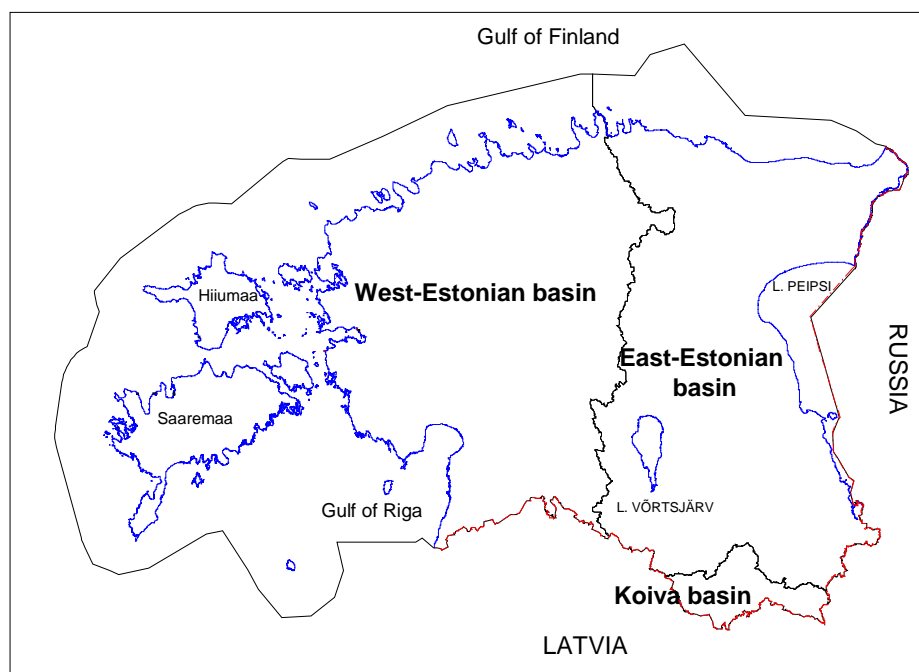 Gulf of Finland
L. PEIPSI
West-Estonian basin
Hiiumaa
RUSSIA
East-Estonian
basin
Saaremaa
Gulf of Riga
L. VÕRTSJÄRV
Koiva basin
LATVIA